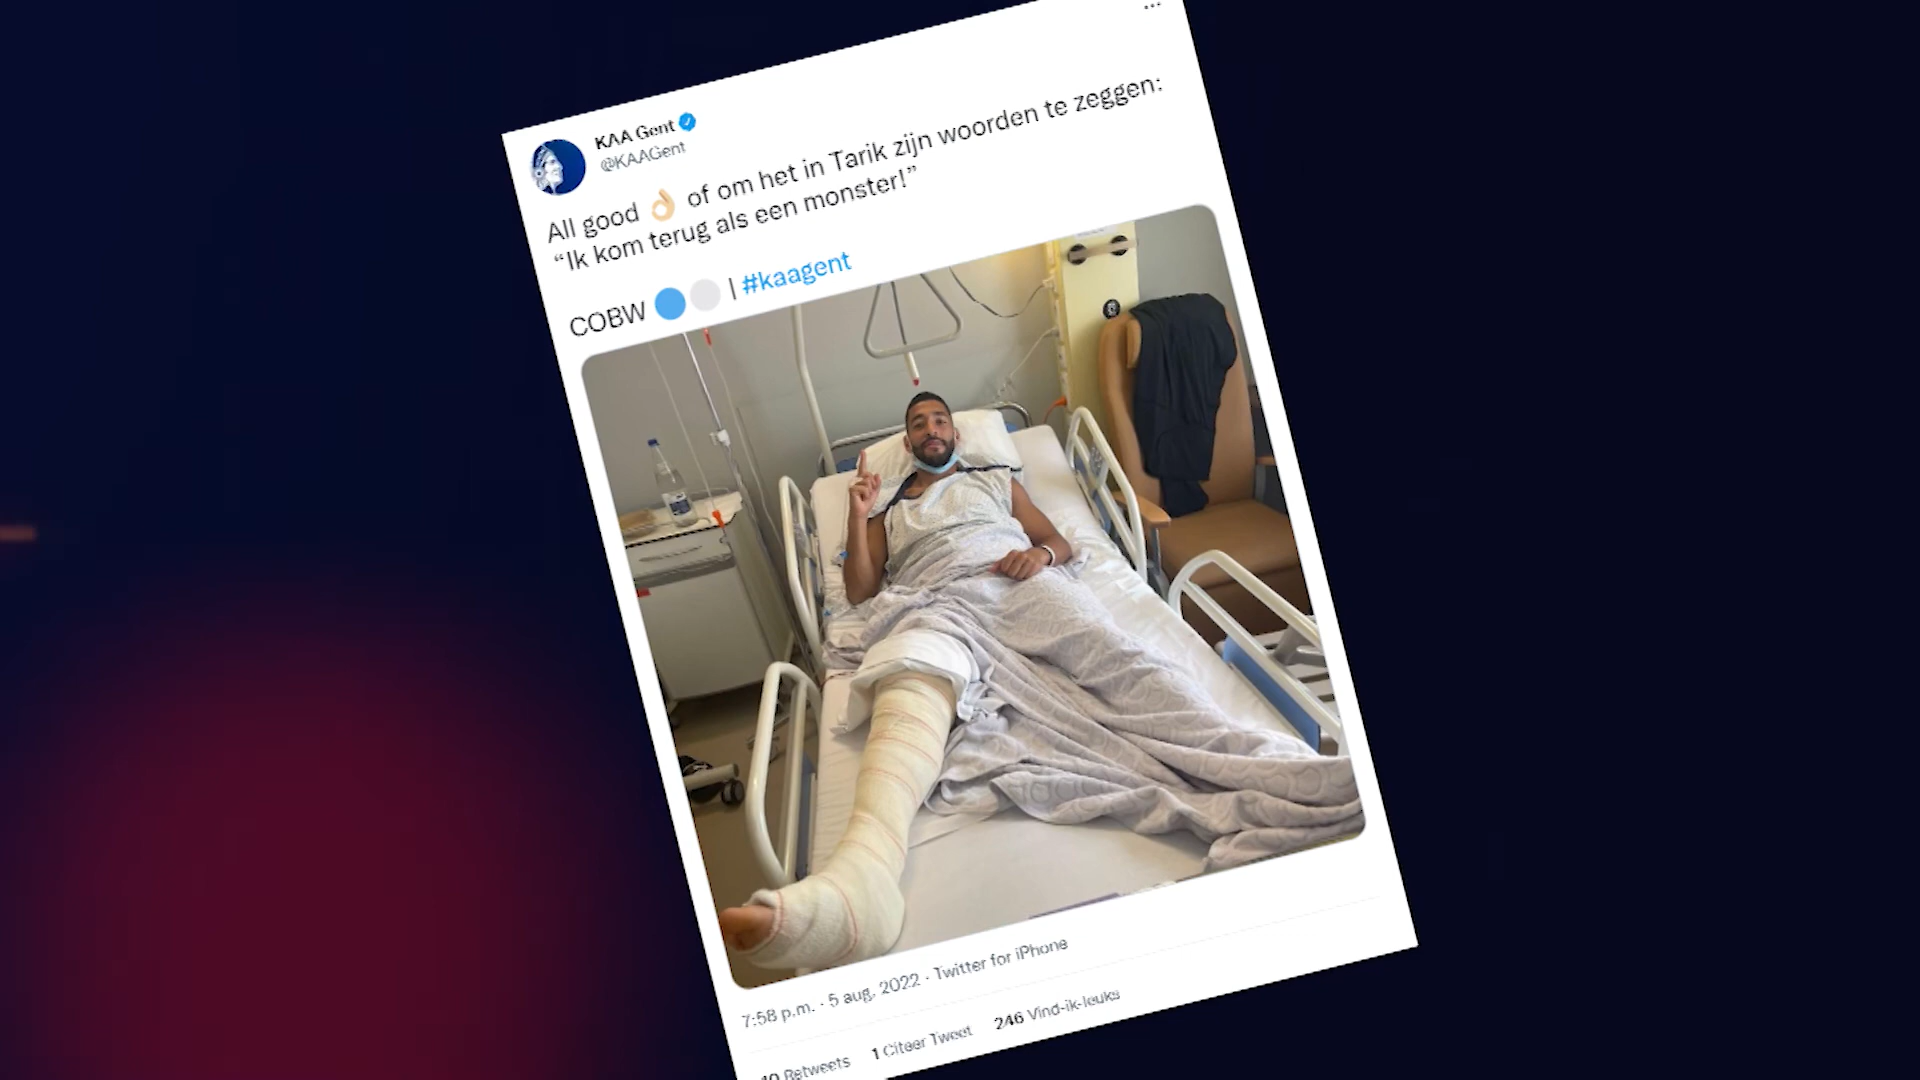 KAA Gent
@KAAGent
All good 👌🏼 of om het in Tarik zijn woorden te zeggen:
“Ik kom terug als een monster!”
COBW 🔵⚪ | #kaagent
7:58 p.m. · 5 aug. 2022 · Twitter for iPhone
Retweets 1 Citeer Tweet 246 Vind-ik-leuks